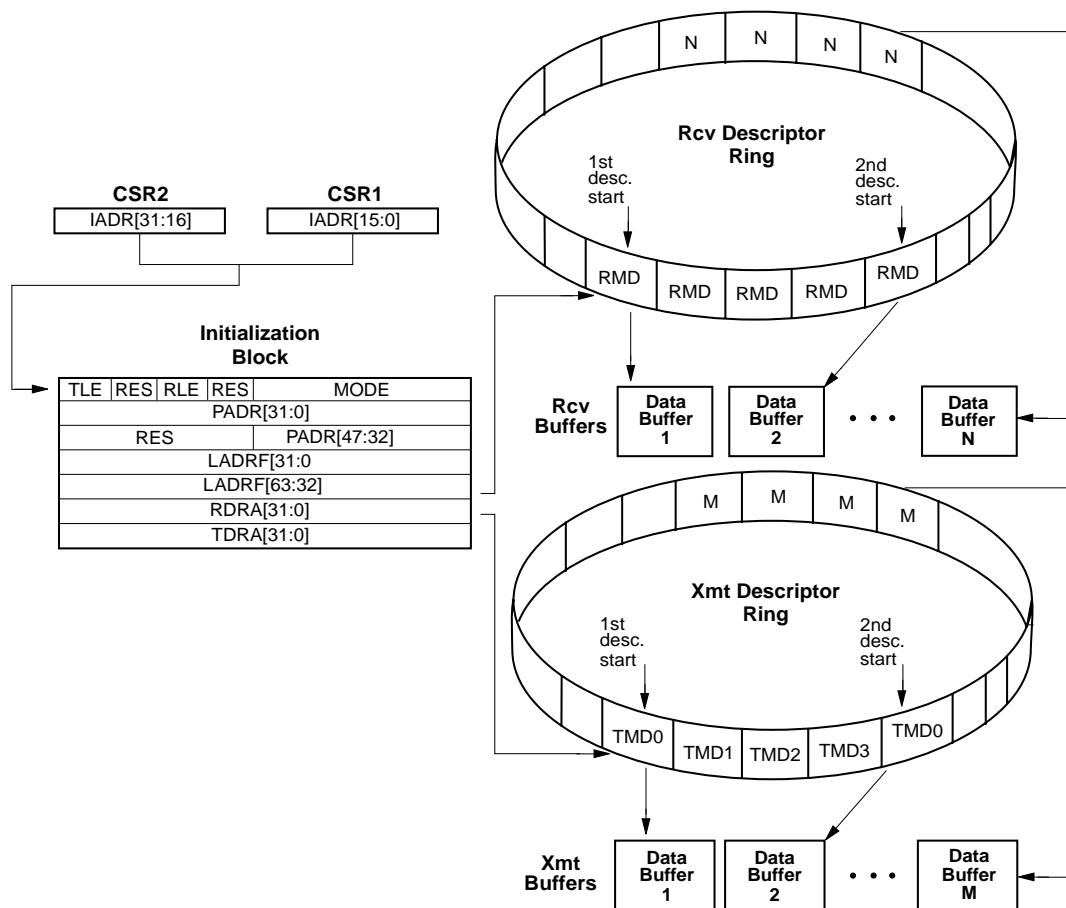 N N N N
Rcv Descriptor
Ring
1st
desc.
start
2nd
desc.
start
CSR2 CSR1
IADR[31:16] IADR[15:0]
RMD RMD RMD RMD RMD
Initialization
Block
TLE RES RLE RES MODE
PADR[31:0]
RES PADR[47:32]
LADRF[31:0
LADRF[63:32]
RDRA[31:0]
TDRA[31:0]
Rcv
Buffers
Data
Buffer
1
Data
Buffer
2
• • •
Data
Buffer
N
M M M M
Xmt Descriptor
Ring
1st
desc.
start
2nd
desc.
start
TMD0 TMD1 TMD2 TMD3 TMD0
Xmt
Buffers
Data
Buffer
1
Data
Buffer
2
• • •
Data
Buffer
M